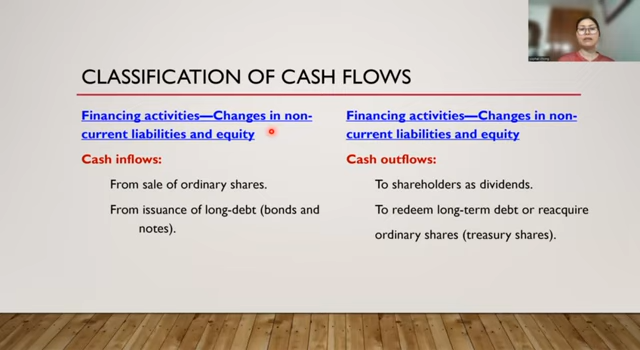 CLASSIFICATION OF CASH FLOWS
Financing activities—Changes in non-
current liabilities and equity
Cash inflows:
From sale of ordinary shares.
From issuance of long-debt (bonds and
notes).
Financing activities—Changes in non-
current liabilities and equity
Cash outflows:
To shareholders as dividends.
To redeem long-term debt or reacquire
ordinary shares (treasury shares).